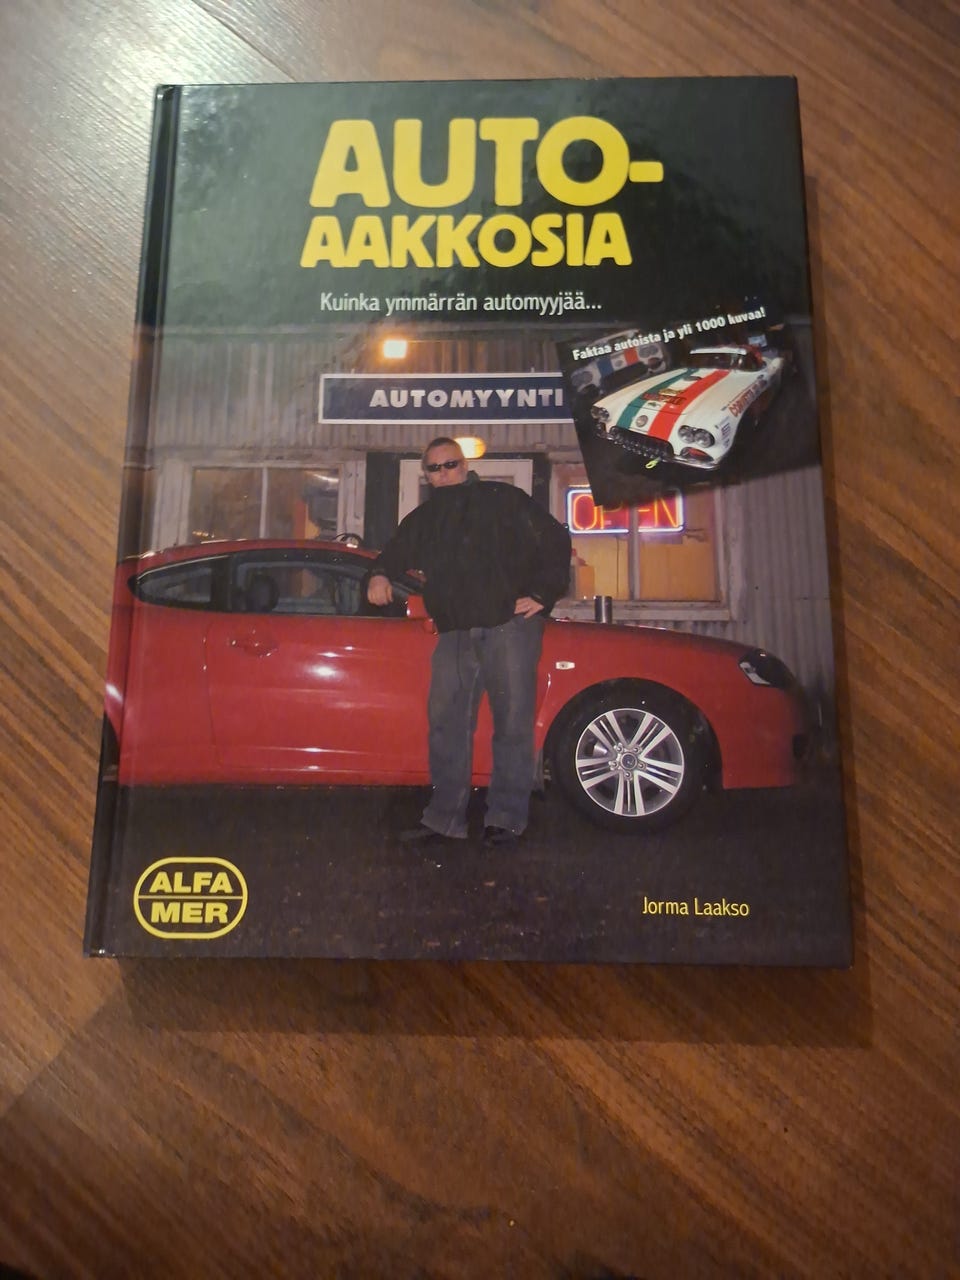 AUTO-
AAKKOSIA
Kuinka ymmärrän automyyjää...
Faktaa autoista ja yli 1000 kuvaa!
AUTOMYYNTI
OPEN
ALFA
MER
Jorma Laakso